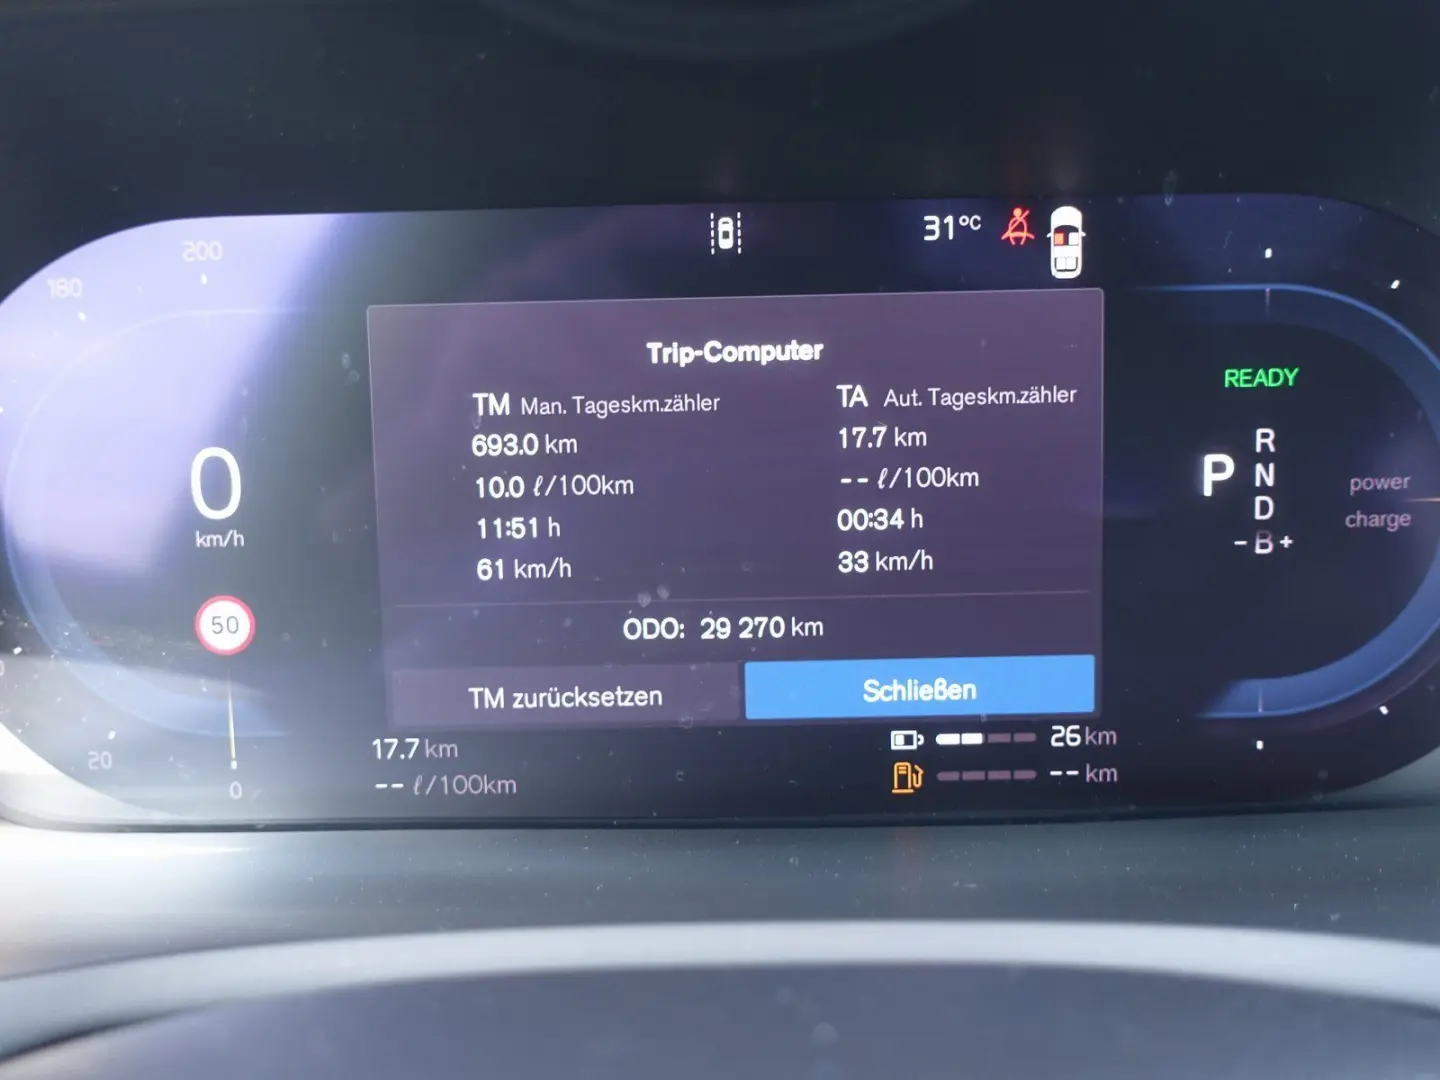 31°C
200
180
Trip-Computer
TM Man. Tageskm.zähler
693.0 km
10.0 ℓ/100km
11:51 h
61 km/h
TA Aut. Tageskm.zähler
17.7 km
-- ℓ/100km
00:34 h
33 km/h
ODO: 29 270 km
TM zurücksetzen
Schließen
0
km/h
50
20
0
READY
P
R
N
D
- B +
power
charge
17.7 km
-- ℓ/100km
26 km
-- km